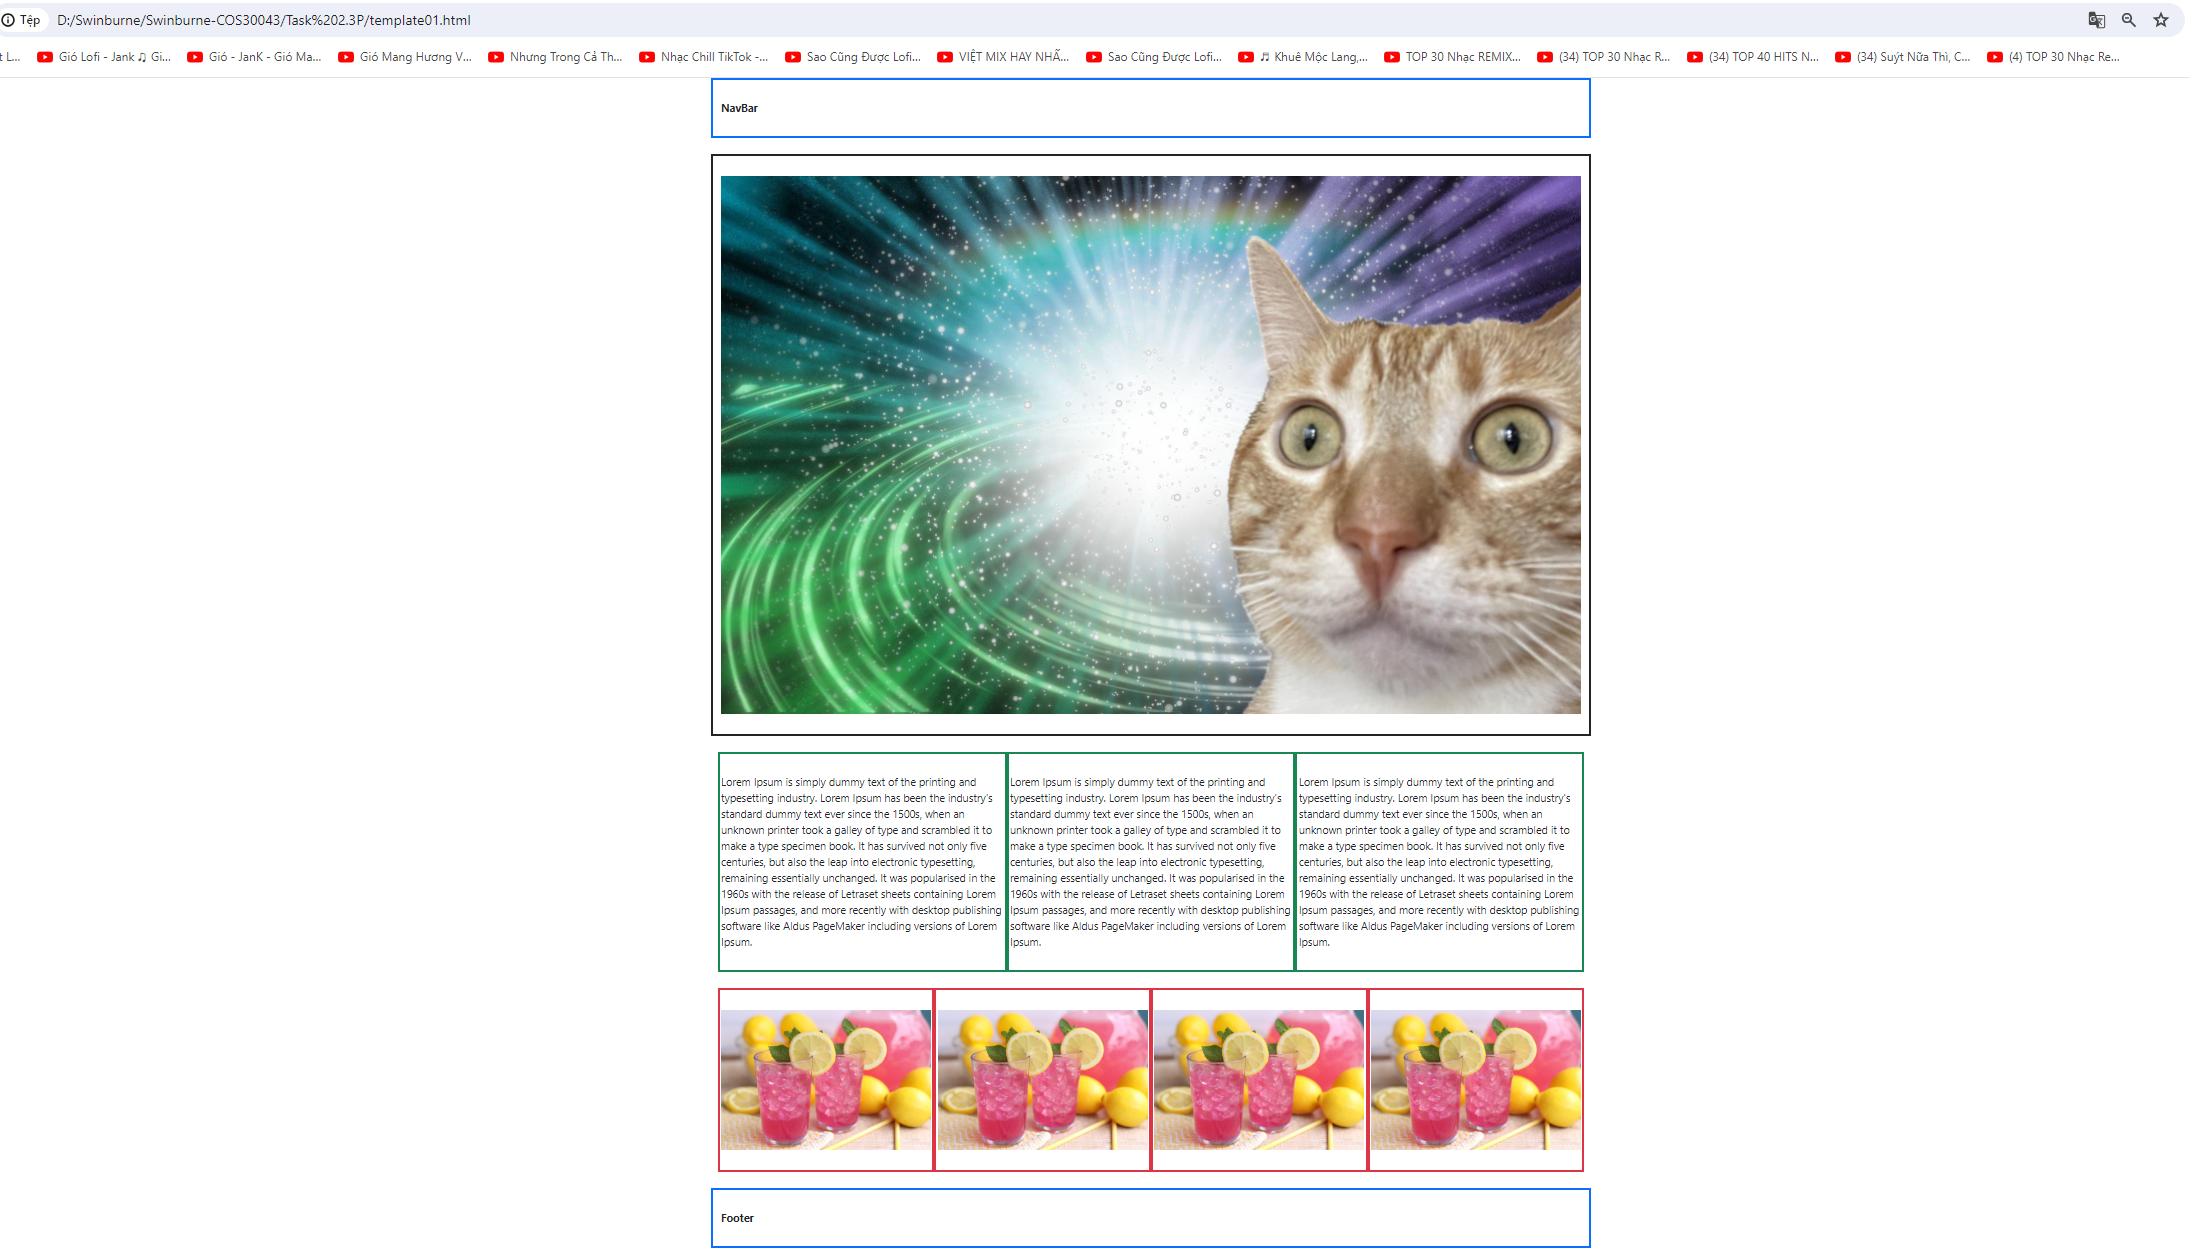 Tệp D:/Swinburne/Swinburne-COS30043/Task%202.3P/template01.html
t L... Gió Lofi - Jank ♫ Gi... Gió - JanK - Gió Ma... Gió Mang Hương V... Nhưng Trong Cả Th... Nhạc Chill TikTok -... Sao Cũng Được Lofi... VIỆT MIX HAY NHẤ... Sao Cũng Được Lofi... ♬ Khuê Mộc Lang,... TOP 30 Nhạc REMIX... (34) TOP 30 Nhạc R... (34) TOP 40 HITS N... (34) Suýt Nữa Thì, C... (4) TOP 30 Nhạc Re...
NavBar
Lorem Ipsum is simply dummy text of the printing and
typesetting industry. Lorem Ipsum has been the industry's
standard dummy text ever since the 1500s, when an
unknown printer took a galley of type and scrambled it to
make a type specimen book. It has survived not only five
centuries, but also the leap into electronic typesetting,
remaining essentially unchanged. It was popularised in the
1960s with the release of Letraset sheets containing Lorem
Ipsum passages, and more recently with desktop publishing
software like Aldus PageMaker including versions of Lorem
Ipsum.
Lorem Ipsum is simply dummy text of the printing and
typesetting industry. Lorem Ipsum has been the industry's
standard dummy text ever since the 1500s, when an
unknown printer took a galley of type and scrambled it to
make a type specimen book. It has survived not only five
centuries, but also the leap into electronic typesetting,
remaining essentially unchanged. It was popularised in the
1960s with the release of Letraset sheets containing Lorem
Ipsum passages, and more recently with desktop publishing
software like Aldus PageMaker including versions of Lorem
Ipsum.
Lorem Ipsum is simply dummy text of the printing and
typesetting industry. Lorem Ipsum has been the industry's
standard dummy text ever since the 1500s, when an
unknown printer took a galley of type and scrambled it to
make a type specimen book. It has survived not only five
centuries, but also the leap into electronic typesetting,
remaining essentially unchanged. It was popularised in the
1960s with the release of Letraset sheets containing Lorem
Ipsum passages, and more recently with desktop publishing
software like Aldus PageMaker including versions of Lorem
Ipsum.
Footer